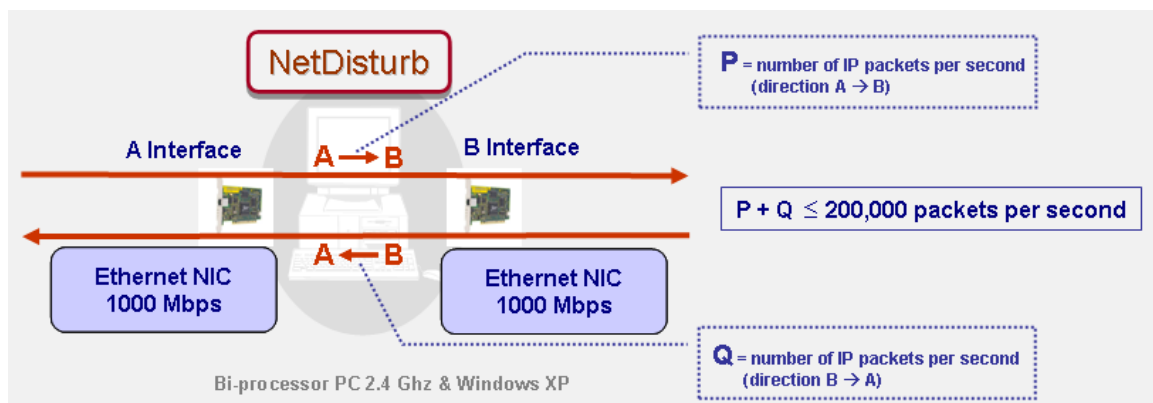 NetDisturb
P = number of IP packets per second
(direction A → B)
A Interface
A → B
B Interface
P + Q ≤ 200,000 packets per second
A ← B
Ethernet NIC
1000 Mbps
Ethernet NIC
1000 Mbps
Q = number of IP packets per second
(direction B → A)
Bi-processor PC 2.4 Ghz & Windows XP